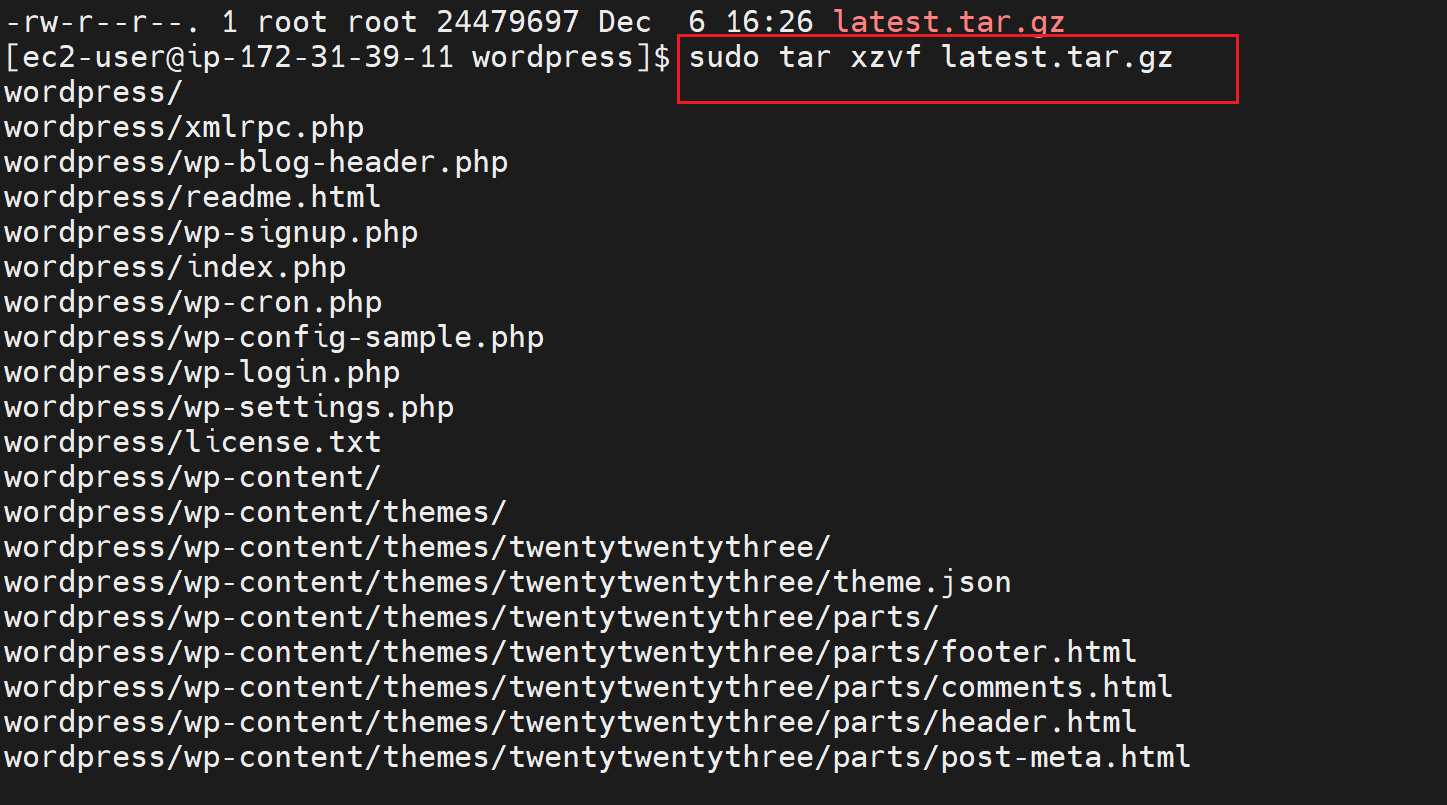 -rw-r--r--. 1 root root 24479697 Dec  6 16:26 latest.tar.gz
[ec2-user@ip-172-31-39-11 wordpress]$ sudo tar xzvf latest.tar.gz
wordpress/
wordpress/xmlrpc.php
wordpress/wp-blog-header.php
wordpress/readme.html
wordpress/wp-signup.php
wordpress/index.php
wordpress/wp-cron.php
wordpress/wp-config-sample.php
wordpress/wp-login.php
wordpress/wp-settings.php
wordpress/license.txt
wordpress/wp-content/
wordpress/wp-content/themes/
wordpress/wp-content/themes/twentytwentythree/
wordpress/wp-content/themes/twentytwentythree/theme.json
wordpress/wp-content/themes/twentytwentythree/parts/
wordpress/wp-content/themes/twentytwentythree/parts/footer.html
wordpress/wp-content/themes/twentytwentythree/parts/comments.html
wordpress/wp-content/themes/twentytwentythree/parts/header.html
wordpress/wp-content/themes/twentytwentythree/parts/post-meta.html